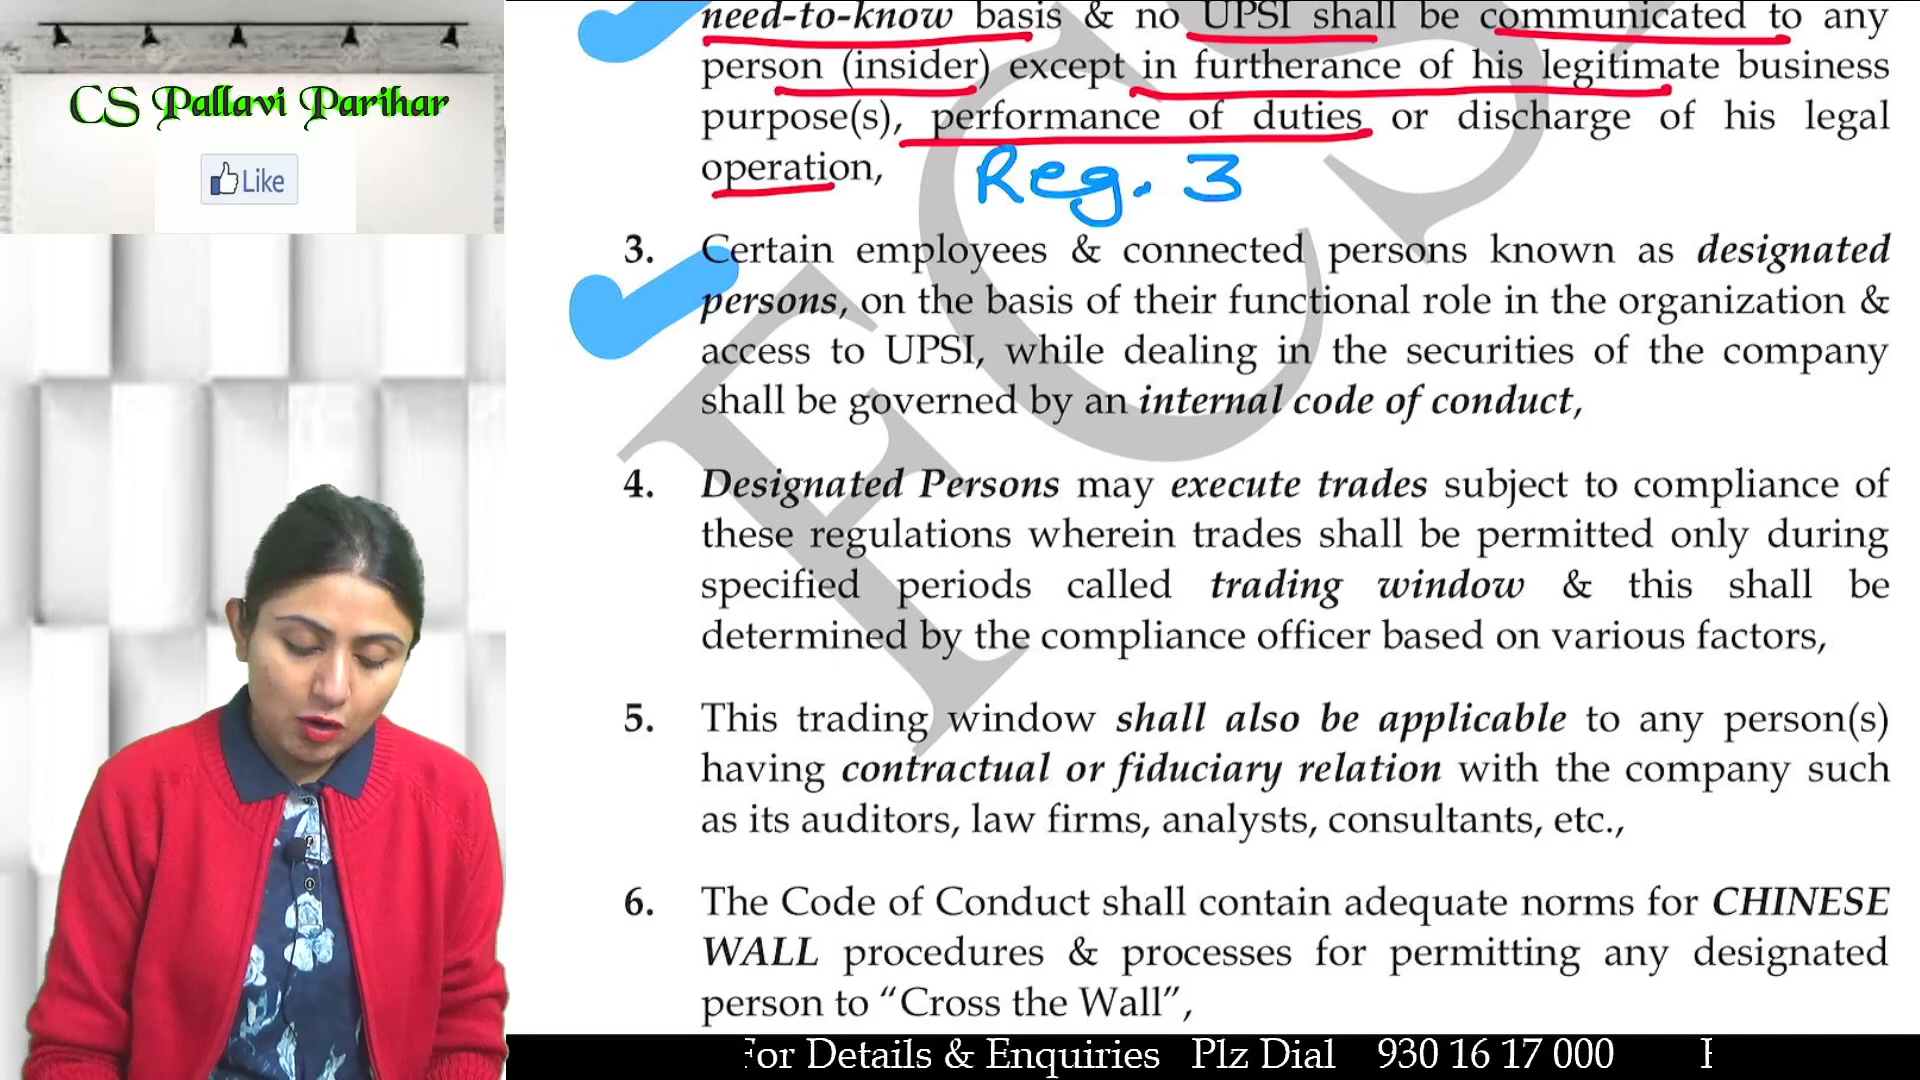 CS Pallavi Parihar
Like
need-to-know basis & no UPSI shall be communicated to any
person (insider) except in furtherance of his legitimate business
purpose(s), performance of duties or discharge of his legal
operation,
Reg. 3
3. Certain employees & connected persons known as designated
persons, on the basis of their functional role in the organization &
access to UPSI, while dealing in the securities of the company
shall be governed by an internal code of conduct,
4. Designated Persons may execute trades subject to compliance of
these regulations wherein trades shall be permitted only during
specified periods called trading window & this shall be
determined by the compliance officer based on various factors,
5. This trading window shall also be applicable to any person(s)
having contractual or fiduciary relation with the company such
as its auditors, law firms, analysts, consultants, etc.,
6. The Code of Conduct shall contain adequate norms for CHINESE
WALL procedures & processes for permitting any designated
person to “Cross the Wall”,
For Details & Enquiries Plz Dial 930 16 17 000